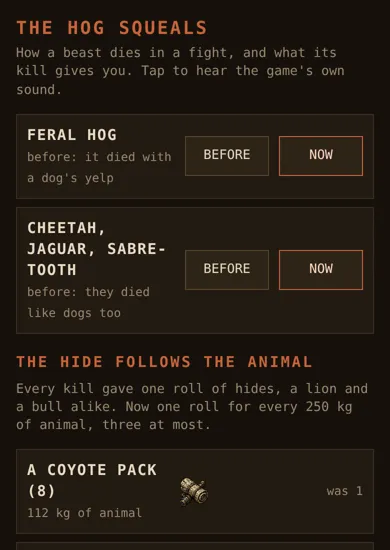 THE HOG SQUEALS
How a beast dies in a fight, and what its
kill gives you. Tap to hear the game's own
sound.
FERAL HOG
before: it died with
a dog's yelp
BEFORE
NOW
CHEETAH,
JAGUAR, SABRE-
TOOTH
before: they died
like dogs too
BEFORE
NOW
THE HIDE FOLLOWS THE ANIMAL
Every kill gave one roll of hides, a lion and
a bull alike. Now one roll for every 250 kg
of animal, three at most.
A COYOTE PACK
(8)
112 kg of animal
was 1